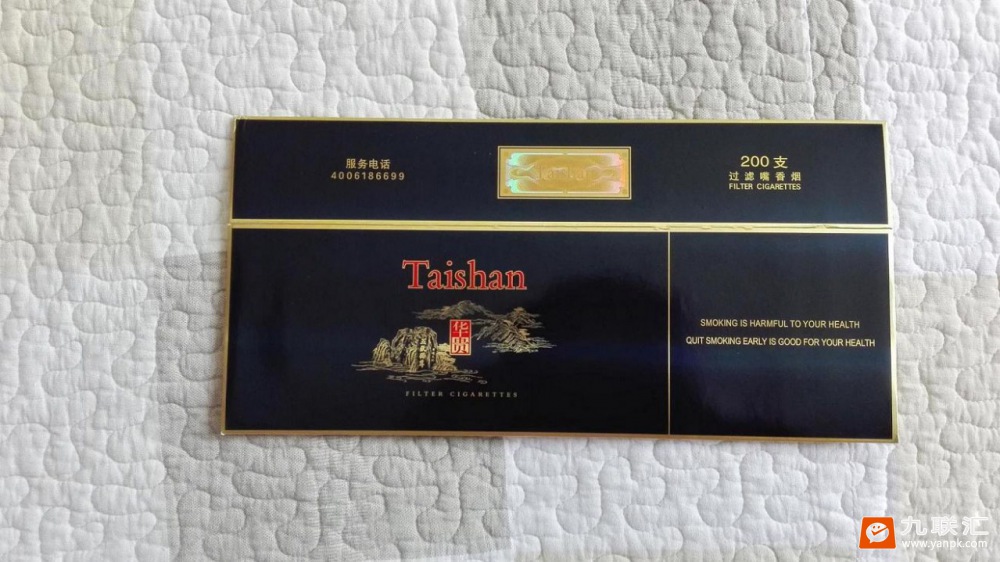 服务电话
4006186699
200支
过滤嘴香烟
FILTER CIGARETTES
Taishan
华
贤
FILTER CIGARETTES
SMOKING IS HARMFUL TO YOUR HEALTH
QUIT SMOKING EARLY IS GOOD FOR YOUR HEALTH
九联汇
www.yanpk.com